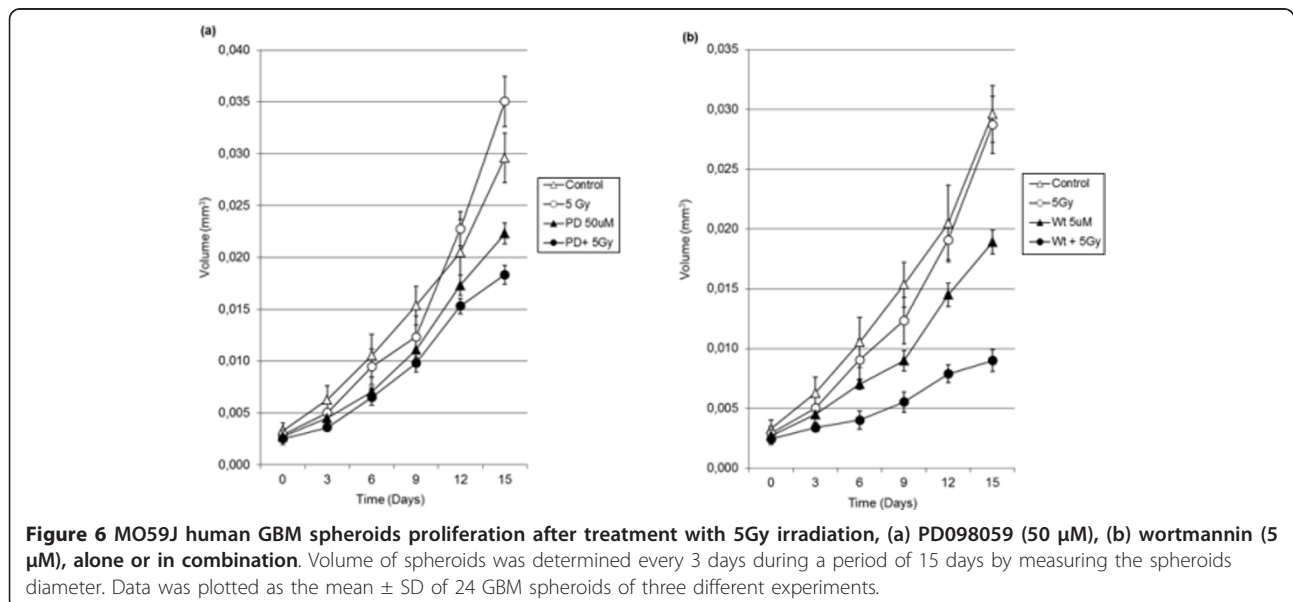 (a)
0,040
0,035
0,030
0,025
0,020
0,015
0,010
0,005
0,000
Volume (mm³)
0 3 6 9 12 15
Time (Days)
Control
5 Gy
PD 50uM
PD+ 5Gy
(b)
0,035
0,030
0,025
0,020
0,015
0,010
0,005
0,000
Volume (mm³)
0 3 6 9 12 15
Time (Days)
Control
5Gy
Wt 5uM
Wt + 5Gy
Figure 6 MO59J human GBM spheroids proliferation after treatment with 5Gy irradiation, (a) PD098059 (50 μM), (b) wortmannin (5
μM), alone or in combination. Volume of spheroids was determined every 3 days during a period of 15 days by measuring the spheroids
diameter. Data was plotted as the mean ± SD of 24 GBM spheroids of three different experiments.